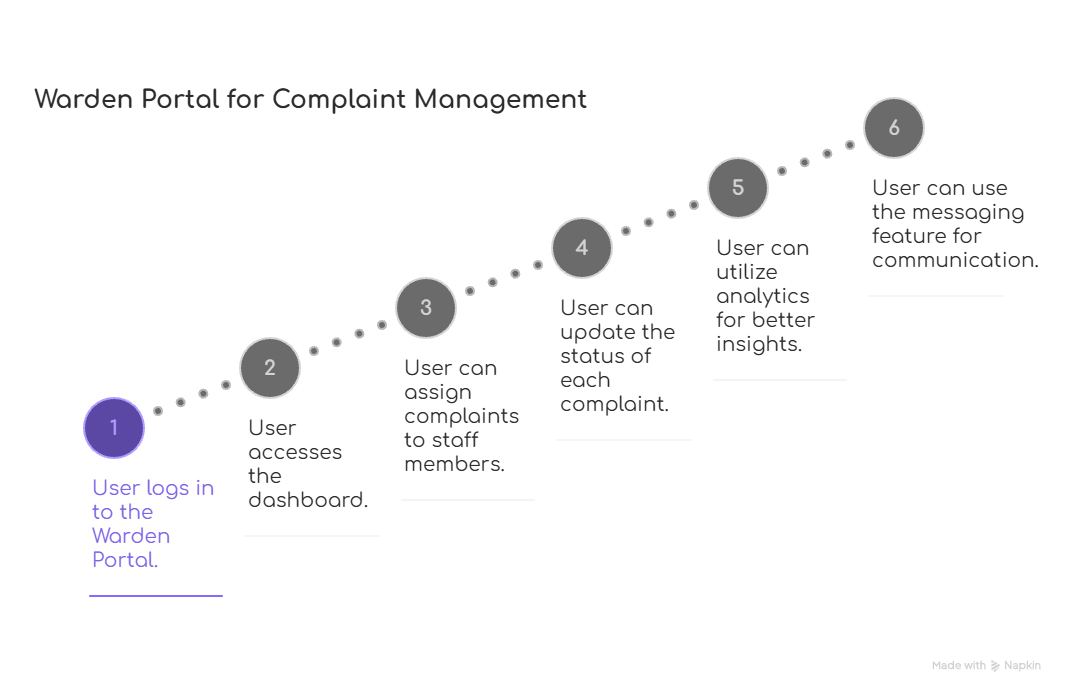 Warden Portal for Complaint Management
1
User logs in
to the
Warden
Portal.
2
User
accesses
the
dashboard.
3
User can
assign
complaints
to staff
members.
4
User can
update the
status of
each
complaint.
5
User can
utilize
analytics
for better
insights.
6
User can use
the messaging
feature for
communication.
Made with Napkin